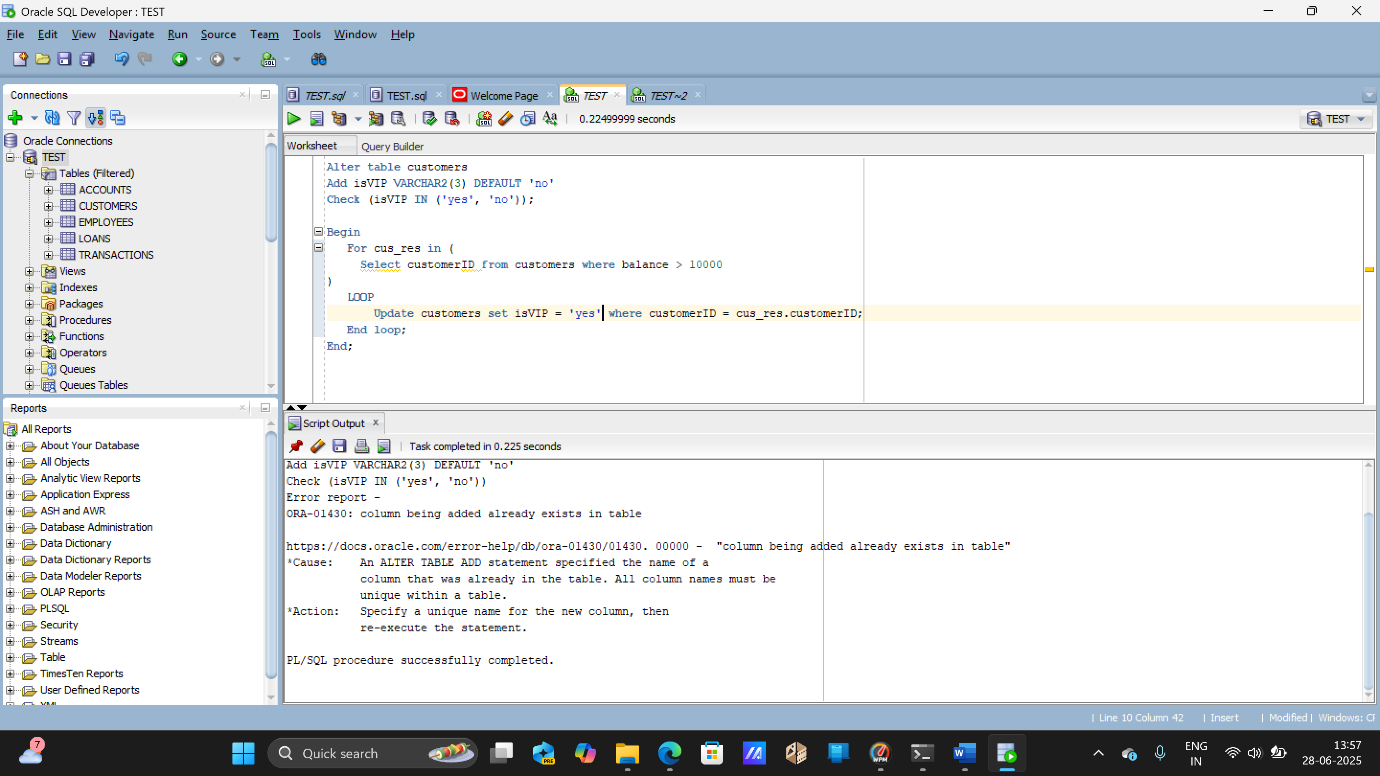 Oracle SQL Developer : TEST
File Edit View Navigate Run Source Team Tools Window Help
Connections
Oracle Connections
TEST
Tables (Filtered)
ACCOUNTS
CUSTOMERS
EMPLOYEES
LOANS
TRANSACTIONS
Views
Indexes
Packages
Procedures
Functions
Operators
Queues
Queues Tables
Reports
All Reports
About Your Database
All Objects
Analytic View Reports
Application Express
ASH and AWR
Database Administration
Data Dictionary
Data Dictionary Reports
Data Modeler Reports
OLAP Reports
PLSQL
Security
Streams
Table
TimesTen Reports
User Defined Reports
TEST.sql TEST.sql Welcome Page TEST TEST~2
0.22499999 seconds
TEST
Worksheet Query Builder
Alter table customers
Add isVIP VARCHAR2(3) DEFAULT 'no'
Check (isVIP IN ('yes', 'no'));
Begin
For cus_res in (
Select customerID from customers where balance > 10000
)
LOOP
Update customers set isVIP = 'yes' where customerID = cus_res.customerID;
End loop;
End;
Script Output
Task completed in 0.225 seconds
Add isVIP VARCHAR2(3) DEFAULT 'no'
Check (isVIP IN ('yes', 'no'))
Error report -
ORA-01430: column being added already exists in table
https://docs.oracle.com/error-help/db/ora-01430/01430. 00000 - "column being added already exists in table"
*Cause: An ALTER TABLE ADD statement specified the name of a
column that was already in the table. All column names must be
unique within a table.
*Action: Specify a unique name for the new column, then
re-execute the statement.
PL/SQL procedure successfully completed.
| Line 10 Column 42 | Insert | Modified | Windows: CF
7
Quick search
PRE
WPM
ENG
IN
13:57
28-06-2025